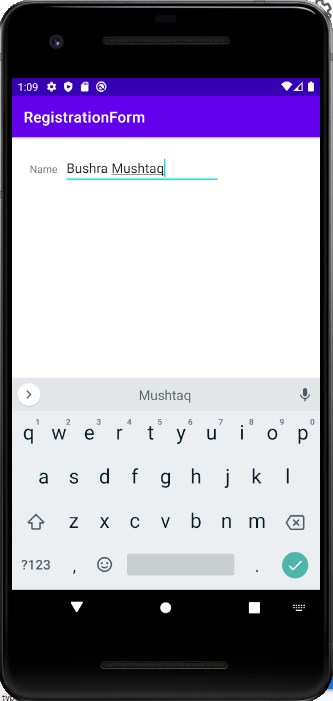 1:09
RegistrationForm
Name Bushra Mushtaq
Mushtaq
1 2 3 4 5 6 7 8 9 0
q w e r t y u i o p
a s d f g h j k l
z x c v b n m
?123 , .